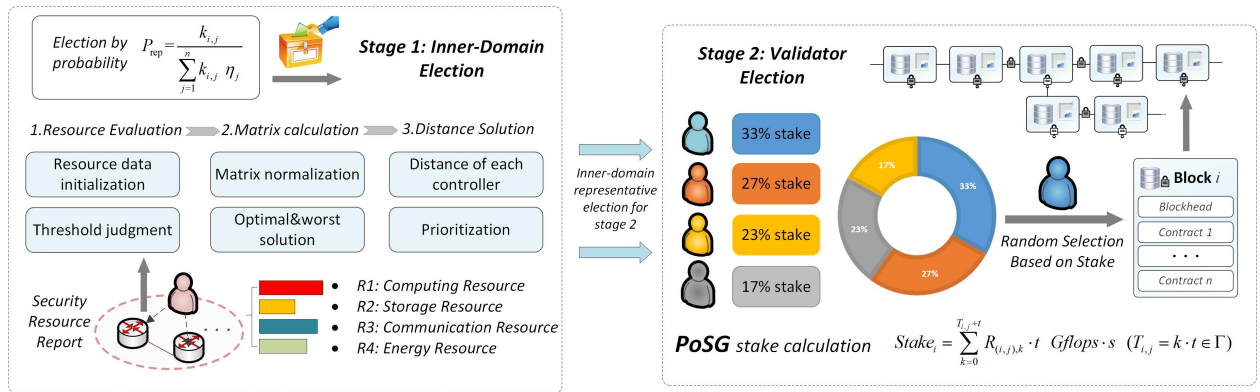 Election by
probability
P_rep = k_{i,j} / \sum_{j=1}^{n} k_{i,j} η_j
Stage 1: Inner-Domain
Election
1.Resource Evaluation
2.Matrix calculation
3.Distance Solution
Resource data
initialization
Matrix normalization
Distance of each
controller
Threshold judgment
Optimal&worst
solution
Prioritization
Security
Resource
Report
...
• R1: Computing Resource
• R2: Storage Resource
• R3: Communication Resource
• R4: Energy Resource
Inner-domain
representative
election for
stage 2
Stage 2: Validator
Election
33% stake
27% stake
23% stake
17% stake
17%
33%
23%
27%
Random Selection
Based on Stake
Block i
Blockhead
Contract 1
...
Contract n
PoSG stake calculation
Stake_i = \sum_{k=0}^{T_{i,j}+t} R_{(i,j),k} · t Gflops · s (T_{i,j} = k · t ∈ Γ)